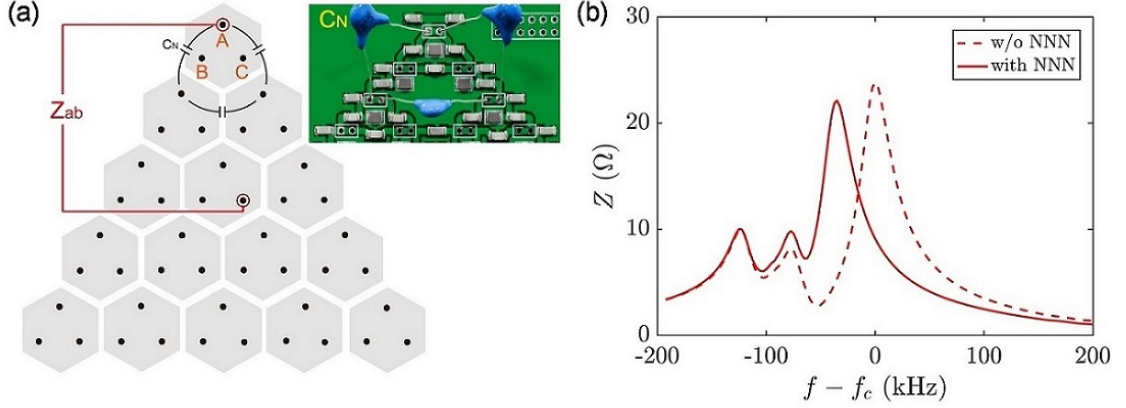 (a)
C_N
A
B
C
Z_ab
C_N
(b)
30
20
10
0
Z (Ω)
w/o NNN
with NNN
-200
-100
0
100
200
f − f_c (kHz)